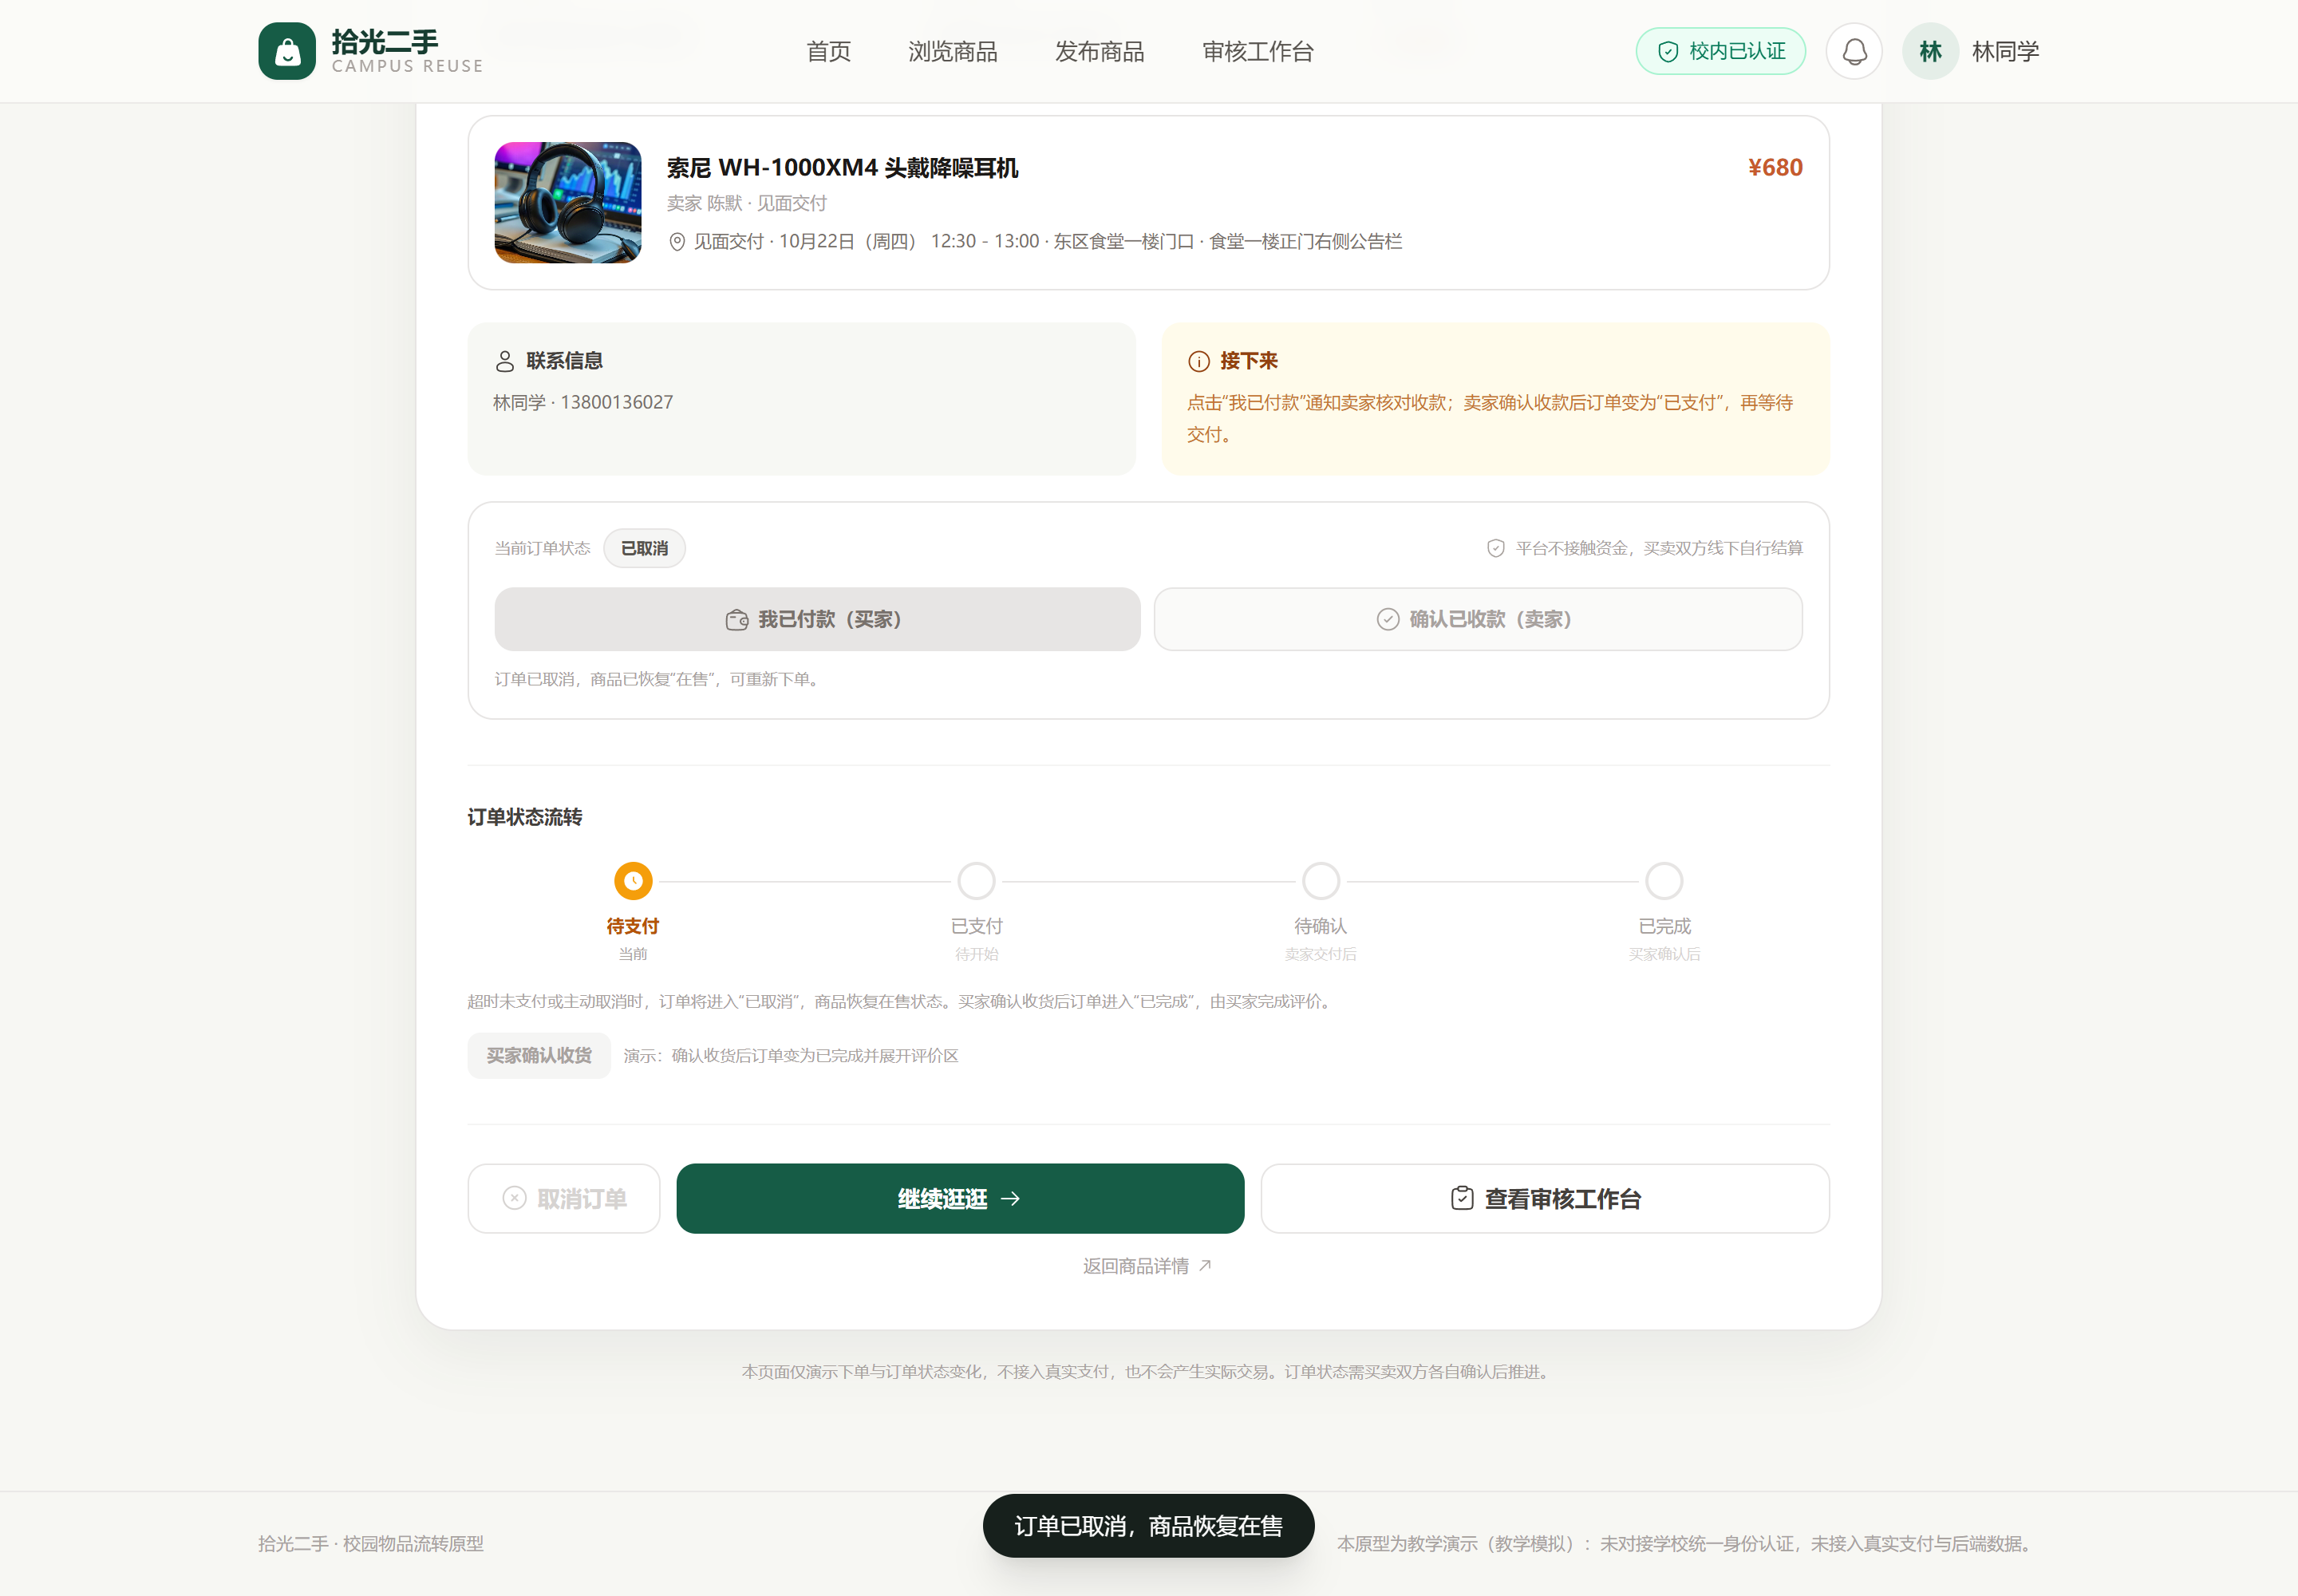 拾光二手
CAMPUS REUSE
首页
浏览商品
发布商品
审核工作台
校内已认证
林
林同学
索尼 WH-1000XM4 头戴降噪耳机
¥680
卖家 陈默 · 见面交付
见面交付 · 10月22日（周四） 12:30 - 13:00 · 东区食堂一楼门口 · 食堂一楼正门右侧公告栏
联系信息
林同学 · 13800136027
接下来
点击“我已付款”通知卖家核对收款；卖家确认收款后订单变为“已支付”，再等待
交付。
当前订单状态
已取消
平台不接触资金，买卖双方线下自行结算
我已付款（买家）
确认已收款（卖家）
订单已取消，商品已恢复“在售”，可重新下单。
订单状态流转
待支付
当前
已支付
待开始
待确认
卖家交付后
已完成
买家确认后
超时未支付或主动取消时，订单将进入“已取消”，商品恢复在售状态。买家确认收货后订单进入“已完成”，由买家完成评价。
买家确认收货
演示：确认收货后订单变为已完成并展开评价区
取消订单
继续逛逛
查看审核工作台
返回商品详情
本页面仅演示下单与订单状态变化，不接入真实支付，也不会产生实际交易。订单状态需买卖双方各自确认后推进。
拾光二手 · 校园物品流转原型
订单已取消，商品恢复在售
本原型为教学演示（教学模拟）：未对接学校统一身份认证，未接入真实支付与后端数据。